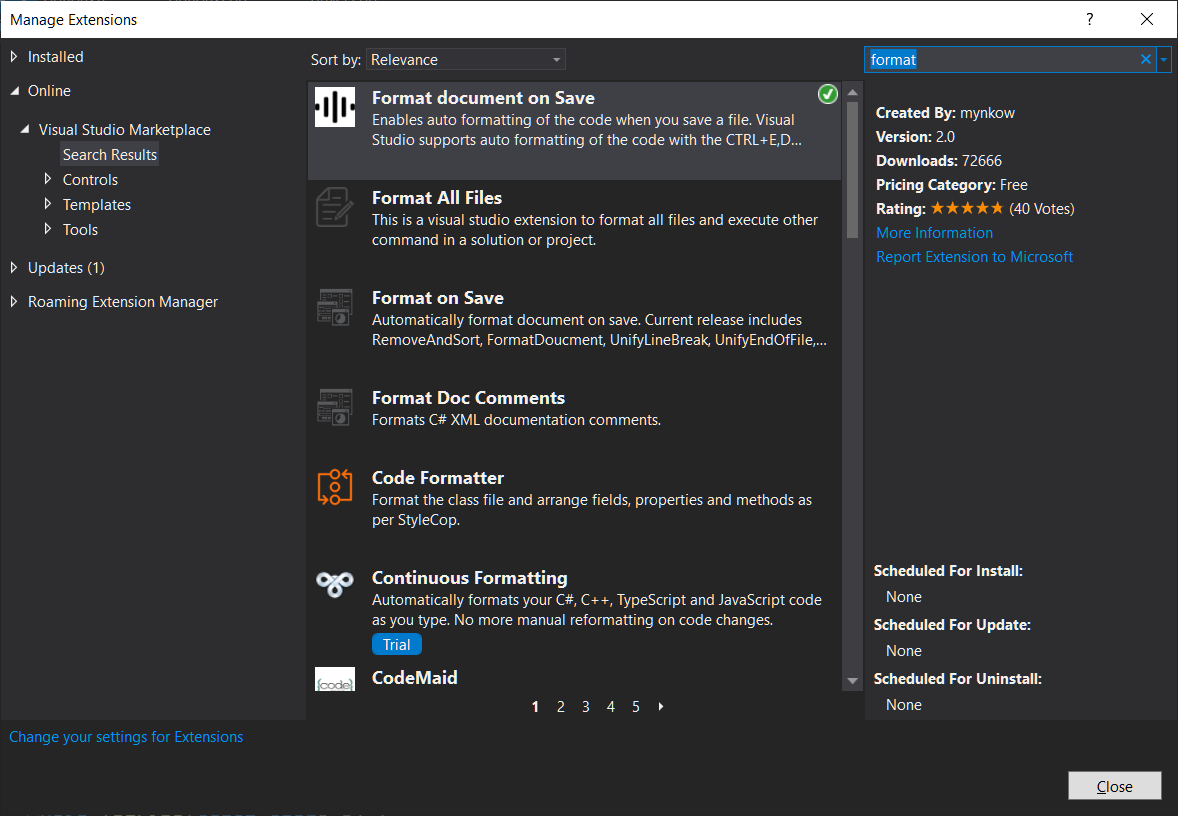 Manage Extensions
?
Installed
Online
Visual Studio Marketplace
Search Results
Controls
Templates
Tools
Updates (1)
Roaming Extension Manager
Sort by: Relevance
Format document on Save
Enables auto formatting of the code when you save a file. Visual
Studio supports auto formatting of the code with the CTRL+E,D...
Format All Files
This is a visual studio extension to format all files and execute other
command in a solution or project.
Format on Save
Automatically format document on save. Current release includes
RemoveAndSort, FormatDoucment, UnifyLineBreak, UnifyEndOfFile,...
Format Doc Comments
Formats C# XML documentation comments.
Code Formatter
Format the class file and arrange fields, properties and methods as
per StyleCop.
Continuous Formatting
Automatically formats your C#, C++, TypeScript and JavaScript code
as you type. No more manual reformatting on code changes.
Trial
{code}
CodeMaid
1 2 3 4 5
format
Created By: mynkow
Version: 2.0
Downloads: 72666
Pricing Category: Free
Rating: (40 Votes)
More Information
Report Extension to Microsoft
Scheduled For Install:
None
Scheduled For Update:
None
Scheduled For Uninstall:
None
Change your settings for Extensions
Close